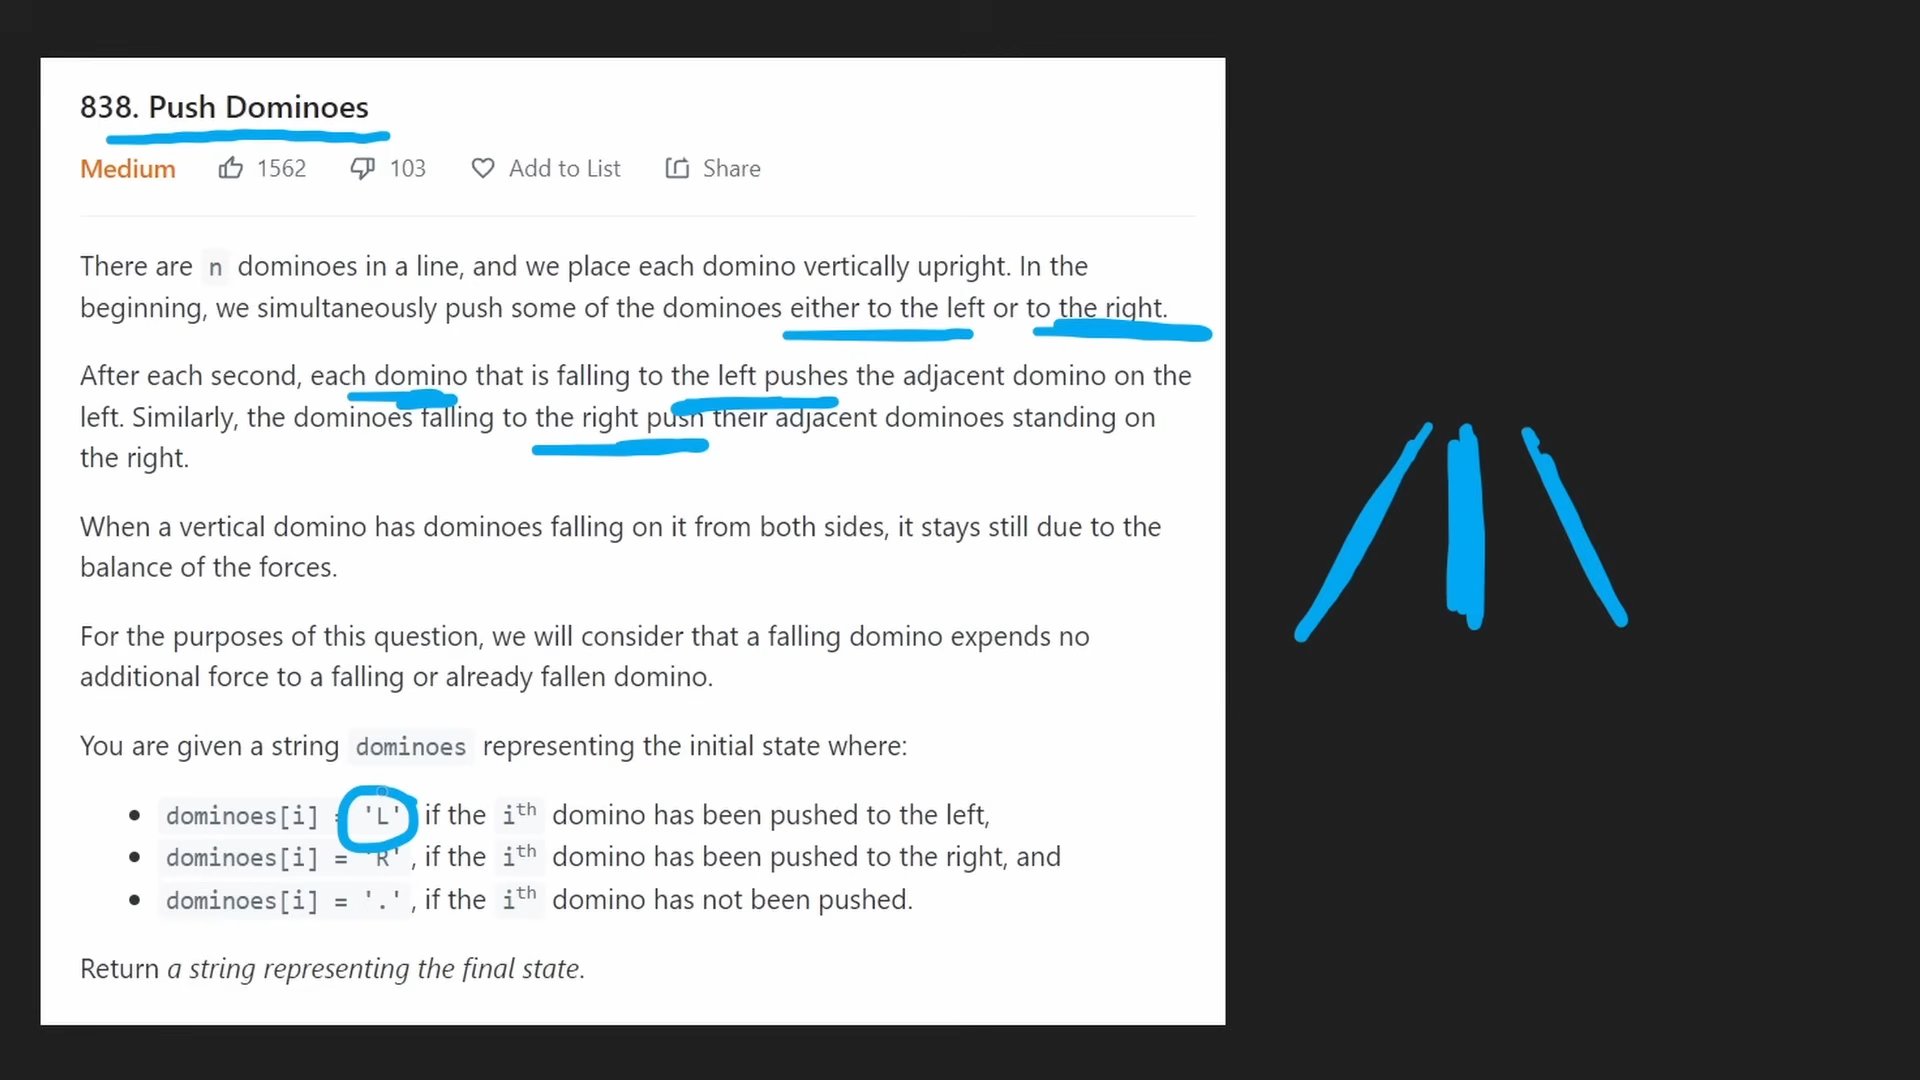 838. Push Dominoes
Medium 1562 103 Add to List Share
There are n dominoes in a line, and we place each domino vertically upright. In the
beginning, we simultaneously push some of the dominoes either to the left or to the right.
After each second, each domino that is falling to the left pushes the adjacent domino on the
left. Similarly, the dominoes falling to the right push their adjacent dominoes standing on
the right.
When a vertical domino has dominoes falling on it from both sides, it stays still due to the
balance of the forces.
For the purposes of this question, we will consider that a falling domino expends no
additional force to a falling or already fallen domino.
You are given a string dominoes representing the initial state where:
• dominoes[i] = 'L' if the ith domino has been pushed to the left,
• dominoes[i] = 'R', if the ith domino has been pushed to the right, and
• dominoes[i] = '.', if the ith domino has not been pushed.
Return a string representing the final state.